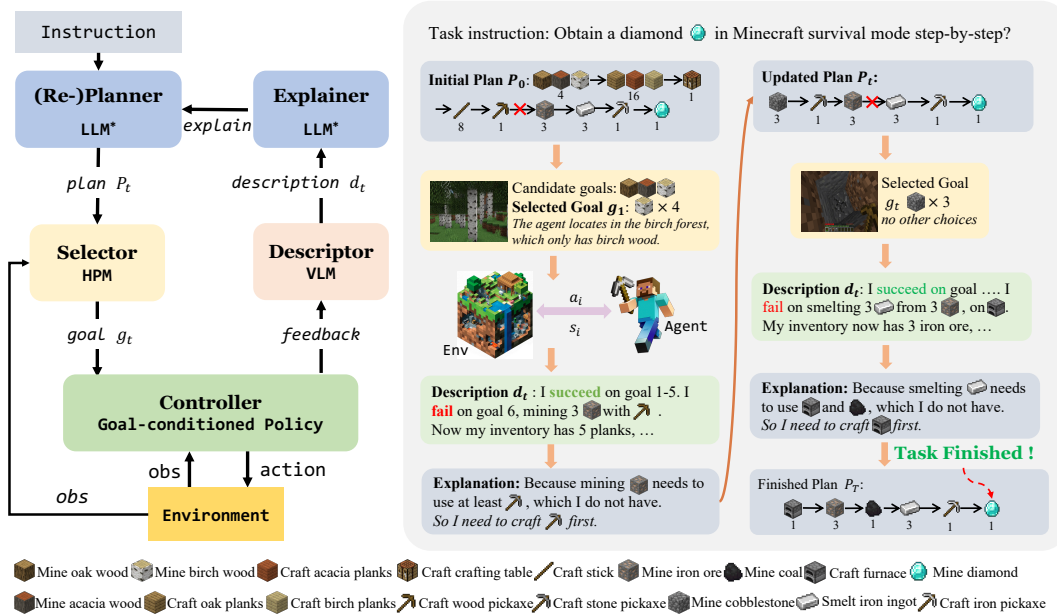 Instruction
(Re-)Planner
LLM*
Explainer
LLM*
explain
plan P_t
description d_t
Selector
HPM
Descriptor
VLM
goal g_t
feedback
Controller
Goal-conditioned Policy
obs
action
obs
Environment
Task instruction: Obtain a diamond in Minecraft survival mode step-by-step?
Initial Plan P_0:
4 16 1
8 1 3 3 1 1
Candidate goals:
Selected Goal g_1: × 4
The agent locates in the birch forest,
which only has birch wood.
Env
a_i
s_i
Agent
Description d_t : I succeed on goal 1-5. I
fail on goal 6, mining 3 with .
Now my inventory has 5 planks, …
Explanation: Because mining needs to
use at least , which I do not have.
So I need to craft first.
Updated Plan P_t:
3 1 3 3 1 1
Selected Goal
g_t × 3
no other choices
Description d_t: I succeed on goal …. I
fail on smelting 3 from 3 , on .
My inventory now has 3 iron ore, …
Explanation: Because smelting needs
to use and , which I do not have.
So I need to craft first.
Task Finished !
Finished Plan P_T:
1 3 1 3 1 1
Mine oak wood Mine birch wood Craft acacia planks Craft crafting table Craft stick Mine iron ore Mine coal Craft furnace Mine diamond
Mine acacia wood Craft oak planks Craft birch planks Craft wood pickaxe Craft stone pickaxe Mine cobblestone Smelt iron ingot Craft iron pickaxe